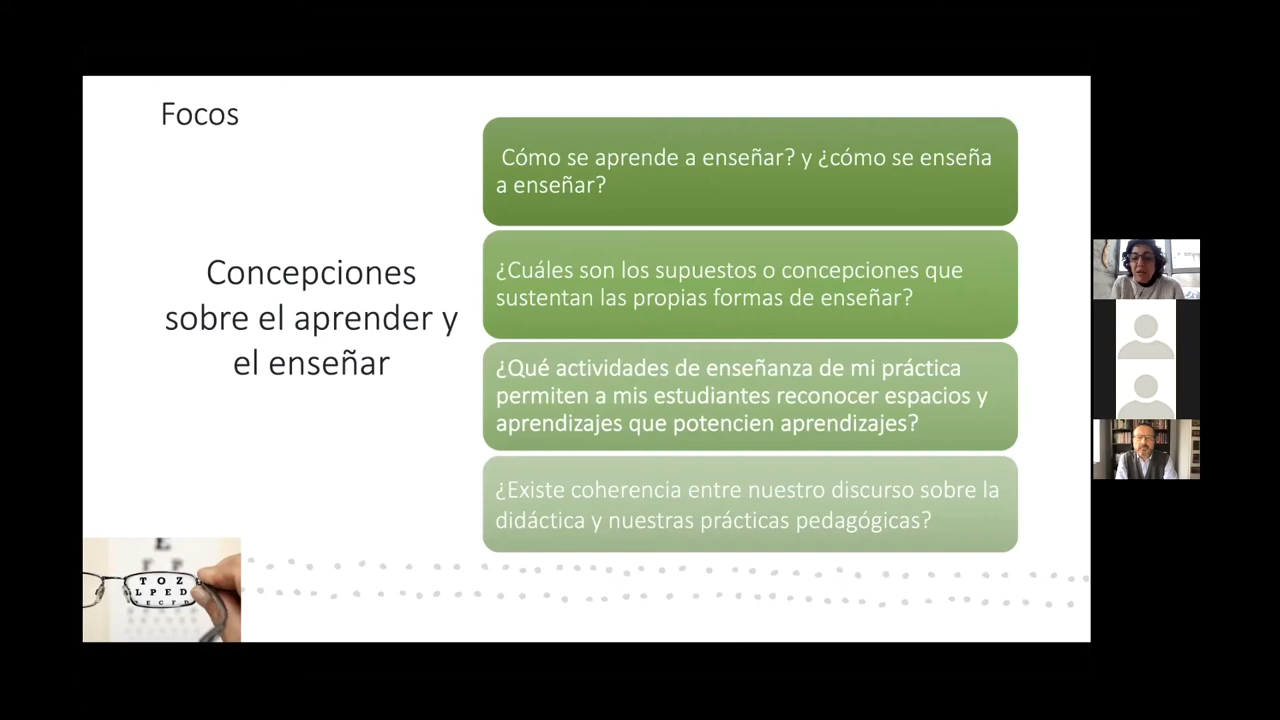 Focos
Concepciones
sobre el aprender y
el enseñar
Cómo se aprende a enseñar? y ¿cómo se enseña
a enseñar?
¿Cuáles son los supuestos o concepciones que
sustentan las propias formas de enseñar?
¿Qué actividades de enseñanza de mi práctica
permiten a mis estudiantes reconocer espacios y
aprendizajes que potencien aprendizajes?
¿Existe coherencia entre nuestro discurso sobre la
didáctica y nuestras prácticas pedagógicas?
T O Z
L P E D